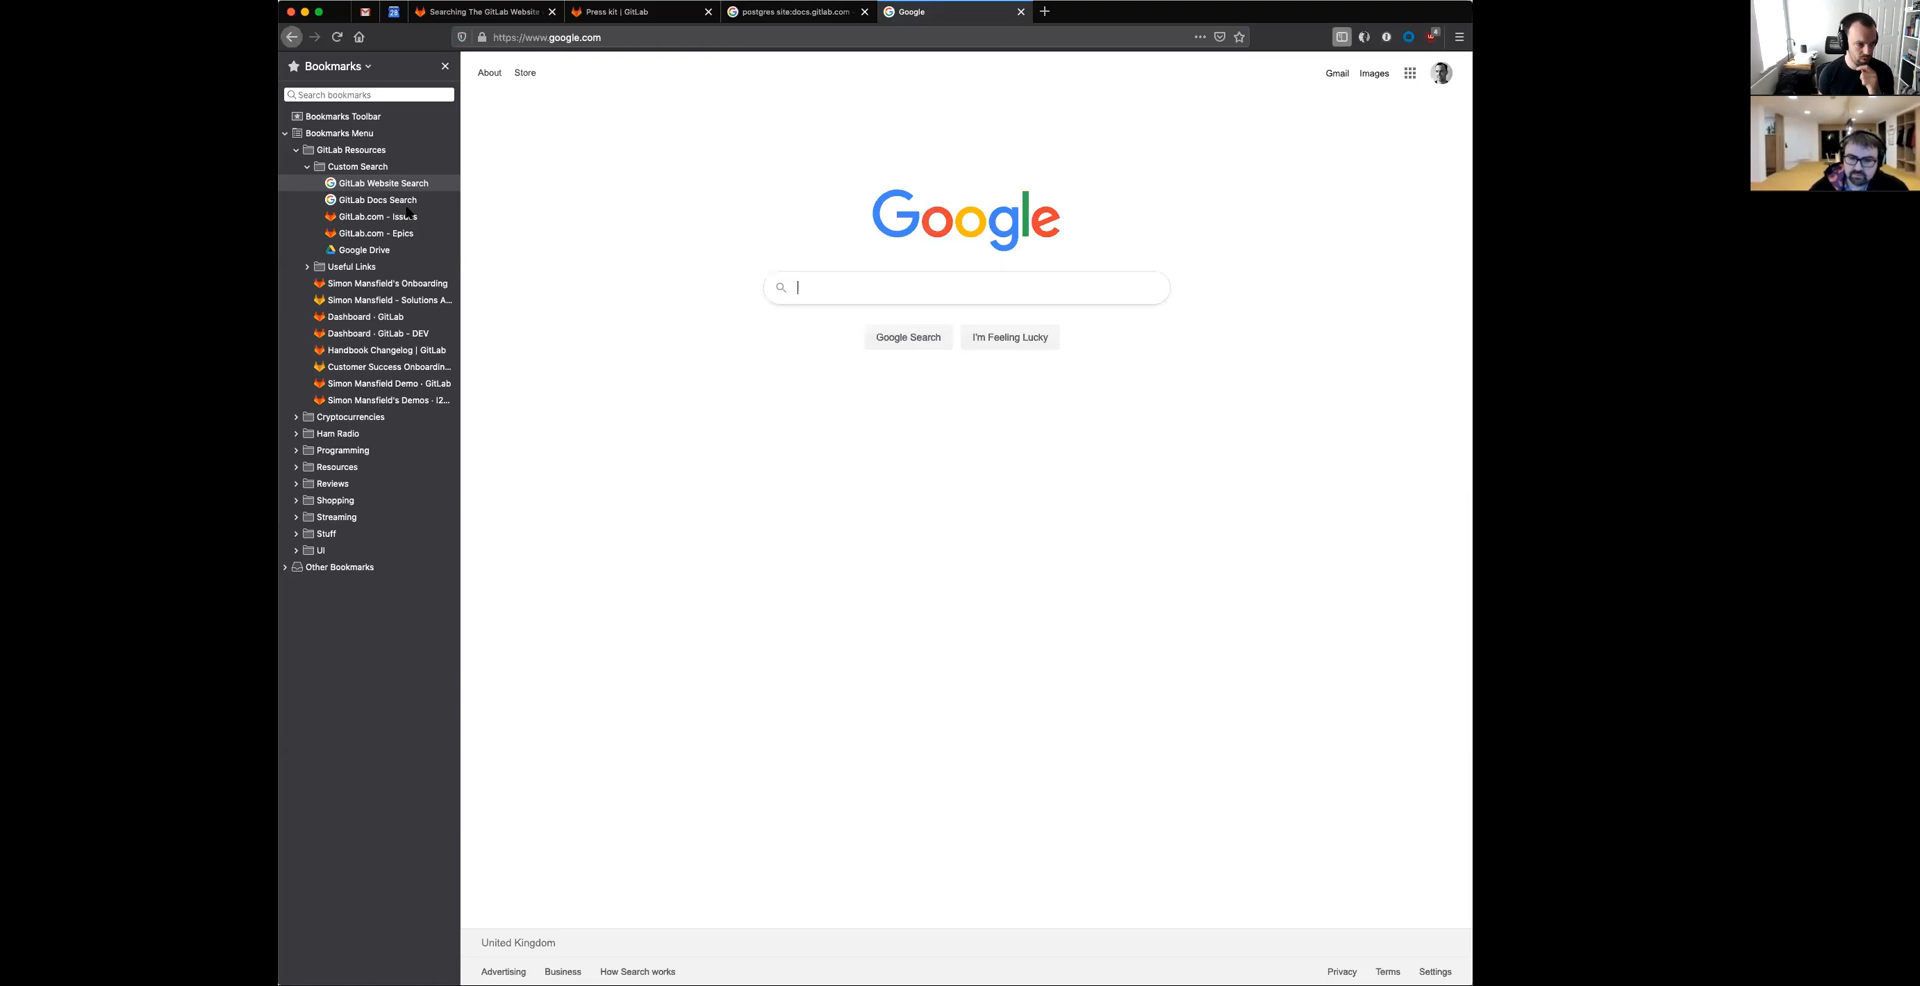 Searching The GitLab Website
Press kit | GitLab
postgres site:docs.gitlab.com
Google
https://www.google.com
Bookmarks
Search bookmarks
Bookmarks Toolbar
Bookmarks Menu
GitLab Resources
Custom Search
GitLab Website Search
GitLab Docs Search
GitLab.com - Issues
GitLab.com - Epics
Google Drive
Useful Links
Simon Mansfield's Onboarding
Simon Mansfield - Solutions A...
Dashboard · GitLab
Dashboard · GitLab - DEV
Handbook Changelog | GitLab
Customer Success Onboardin...
Simon Mansfield Demo · GitLab
Simon Mansfield's Demos · I2...
Cryptocurrencies
Ham Radio
Programming
Resources
Reviews
Shopping
Streaming
Stuff
UI
Other Bookmarks
About Store
Gmail Images
Google
Google Search I'm Feeling Lucky
United Kingdom
Advertising Business How Search works
Privacy Terms Settings